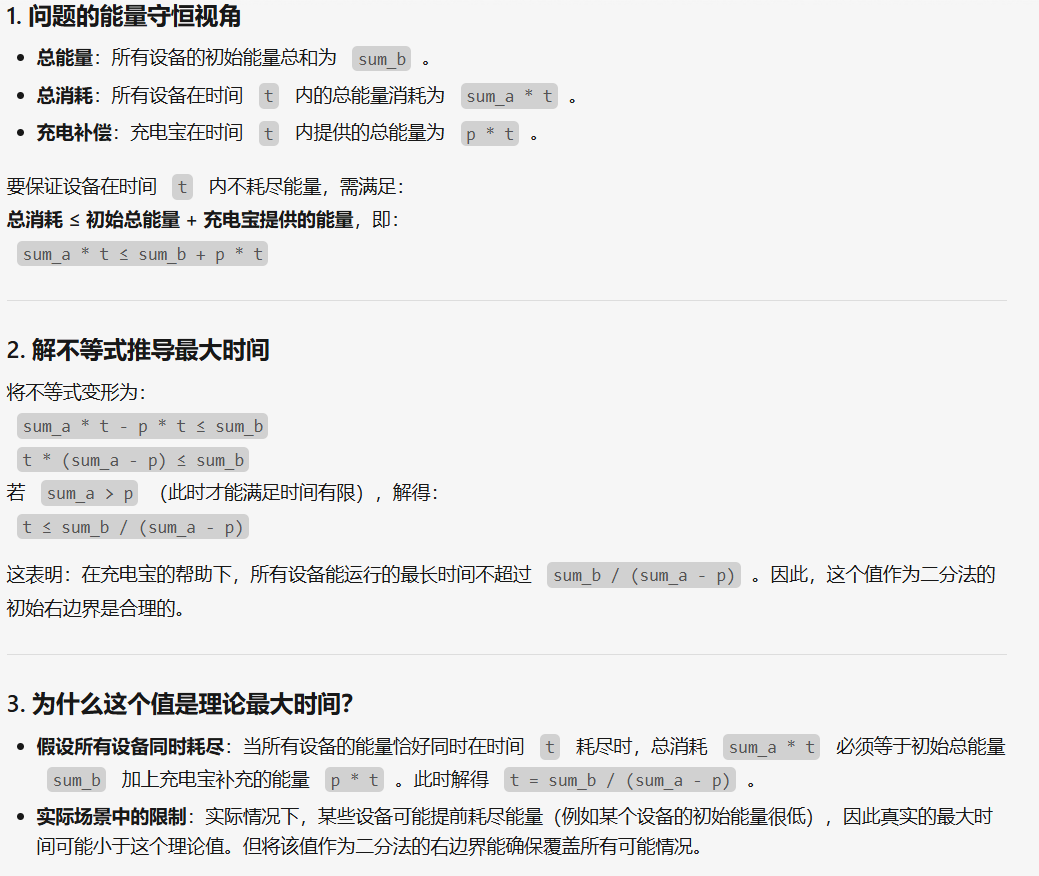 1. 问题的能量守恒视角
• 总能量：所有设备的初始能量总和为 sum_b 。
• 总消耗：所有设备在时间 t 内的总能量消耗为 sum_a * t 。
• 充电补偿：充电宝在时间 t 内提供的总能量为 p * t 。
要保证设备在时间 t 内不耗尽能量，需满足：
总消耗 ≤ 初始总能量 + 充电宝提供的能量，即：
sum_a * t ≤ sum_b + p * t
2. 解不等式推导最大时间
将不等式变形为：
sum_a * t - p * t ≤ sum_b
t * (sum_a - p) ≤ sum_b
若 sum_a > p （此时才能满足时间有限），解得：
t ≤ sum_b / (sum_a - p)
这表明：在充电宝的帮助下，所有设备能运行的最长时间不超过 sum_b / (sum_a - p) 。因此，这个值作为二分法的
初始右边界是合理的。
3. 为什么这个值是理论最大时间？
• 假设所有设备同时耗尽：当所有设备的能量恰好同时在时间 t 耗尽时，总消耗 sum_a * t 必须等于初始总能量
sum_b 加上充电宝补充的能量 p * t 。此时解得 t = sum_b / (sum_a - p) 。
• 实际场景中的限制：实际情况下，某些设备可能提前耗尽能量（例如某个设备的初始能量很低），因此真实的最大时
间可能小于这个理论值。但将该值作为二分法的右边界能确保覆盖所有可能情况。